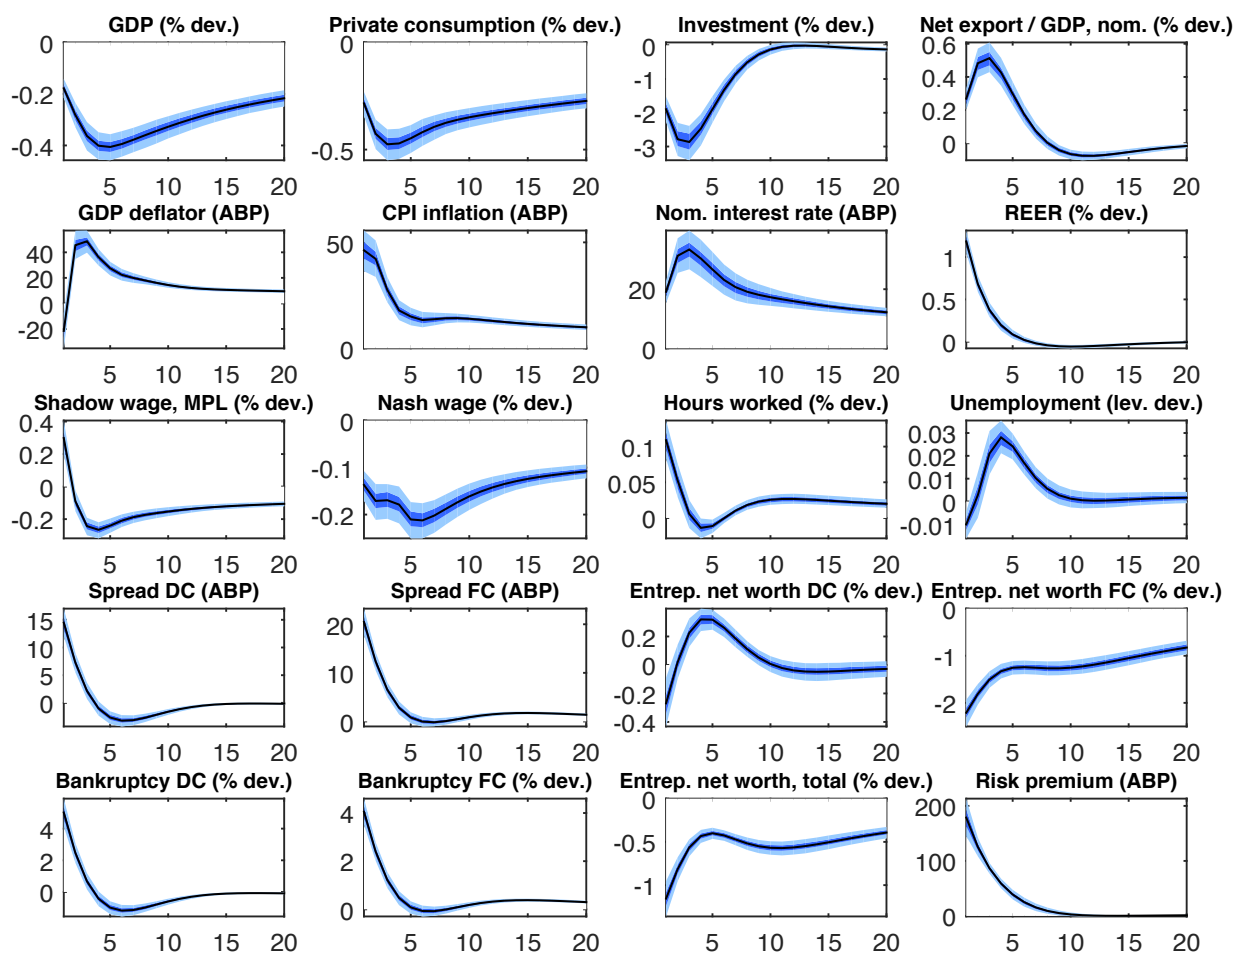 GDP (% dev.)
0
-0.2
-0.4
5 10 15 20
Private consumption (% dev.)
0
-0.5
5 10 15 20
Investment (% dev.)
0
-1
-2
-3
5 10 15 20
Net export / GDP, nom. (% dev.)
0.6
0.4
0.2
0
5 10 15 20
GDP deflator (ABP)
40
20
0
-20
5 10 15 20
CPI inflation (ABP)
50
0
5 10 15 20
Nom. interest rate (ABP)
20
0
5 10 15 20
REER (% dev.)
1
0.5
0
5 10 15 20
Shadow wage, MPL (% dev.)
0.4
0.2
0
-0.2
5 10 15 20
Nash wage (% dev.)
0
-0.1
-0.2
5 10 15 20
Hours worked (% dev.)
0.1
0.05
0
5 10 15 20
Unemployment (lev. dev.)
0.03
0.02
0.01
0
-0.01
5 10 15 20
Spread DC (ABP)
15
10
5
0
5 10 15 20
Spread FC (ABP)
20
10
0
5 10 15 20
Entrep. net worth DC (% dev.)
0.2
0
-0.2
-0.4
5 10 15 20
Entrep. net worth FC (% dev.)
0
-1
-2
5 10 15 20
Bankruptcy DC (% dev.)
4
2
0
5 10 15 20
Bankruptcy FC (% dev.)
4
2
0
5 10 15 20
Entrep. net worth, total (% dev.)
0
-0.5
-1
5 10 15 20
Risk premium (ABP)
200
100
0
5 10 15 20